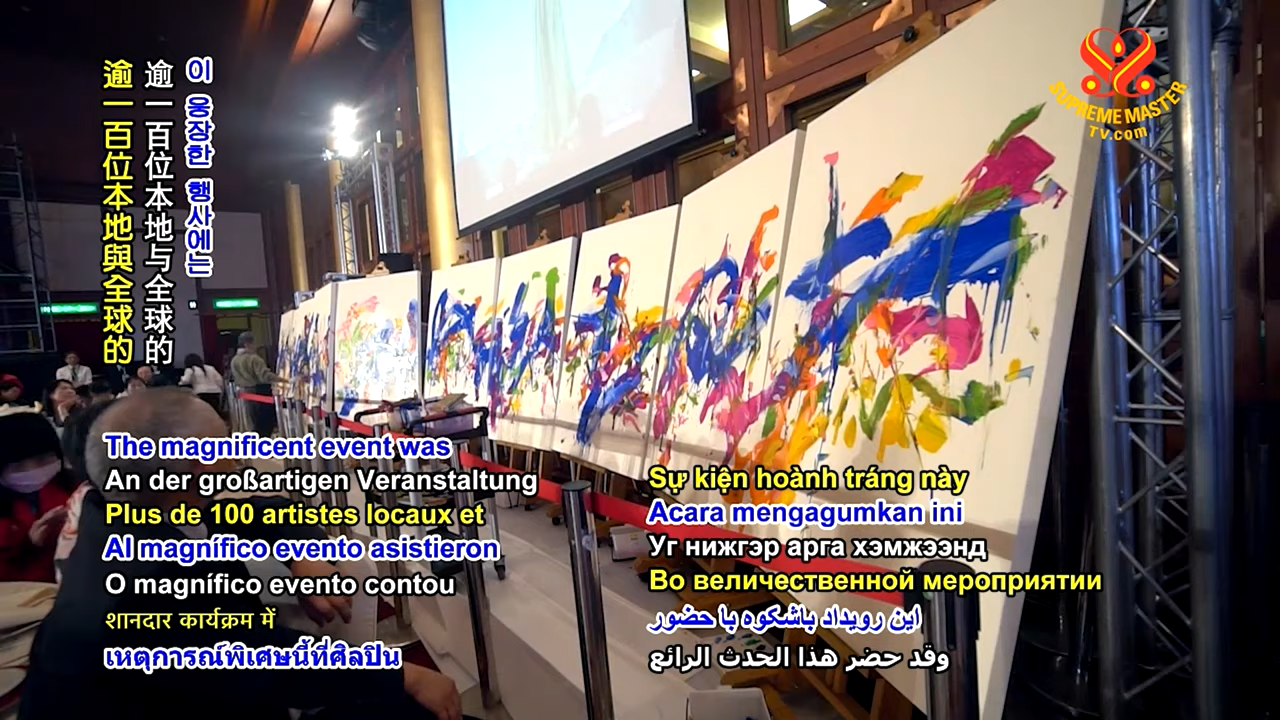 이 웅장한 행사에는
逾一百位本地与全球的
逾一百位本地與全球的
The magnificent event was
An der großartigen Veranstaltung
Plus de 100 artistes locaux et
Al magnífico evento asistieron
O magnífico evento contou
शानदार कार्यक्रम में
เหตุการณ์พิเศษนี้ที่ศิลปิน
Sự kiện hoành tráng này
Acara mengagumkan ini
Уг нижгэр арга хэмжээнд
Во величественной мероприятии
این رویداد باشکوه با حضور
وقد حضر هذا الحدث الرائع
SUPREME MASTER
TV.com